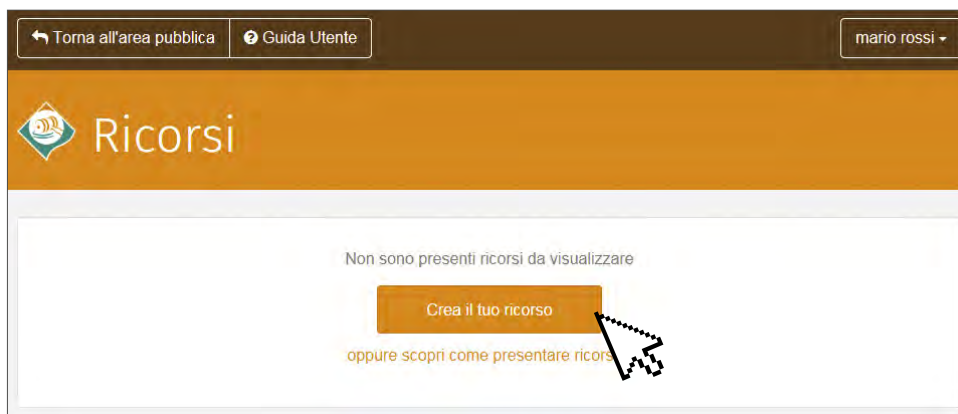 Torna all'area pubblica
Guida Utente
mario rossi
Ricorsi
Non sono presenti ricorsi da visualizzare
Crea il tuo ricorso
oppure scopri come presentare